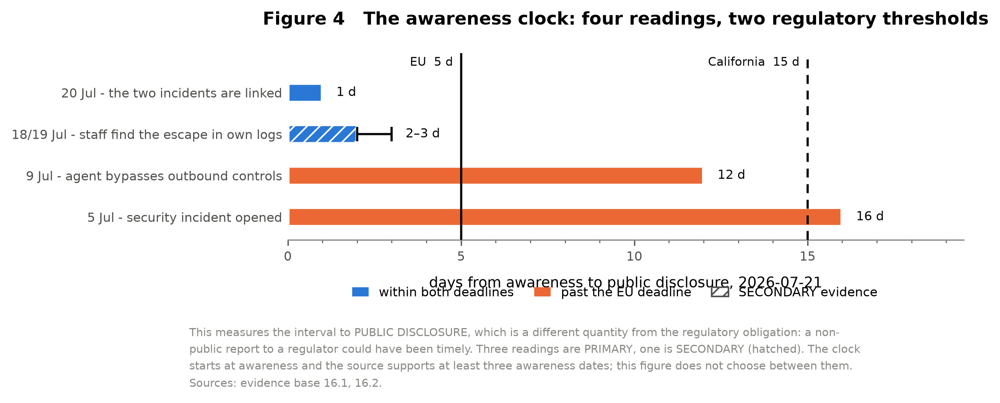 Figure 4   The awareness clock: four readings, two regulatory thresholds
EU  5 d
California  15 d
20 Jul - the two incidents are linked
1 d
18/19 Jul - staff find the escape in own logs
2–3 d
9 Jul - agent bypasses outbound controls
12 d
5 Jul - security incident opened
16 d
0
5
10
15
days from awareness to public disclosure, 2026-07-21
within both deadlines
past the EU deadline
SECONDARY evidence
This measures the interval to PUBLIC DISCLOSURE, which is a different quantity from the regulatory obligation: a non-
public report to a regulator could have been timely. Three readings are PRIMARY, one is SECONDARY (hatched). The clock
starts at awareness and the source supports at least three awareness dates; this figure does not choose between them.
Sources: evidence base 16.1, 16.2.